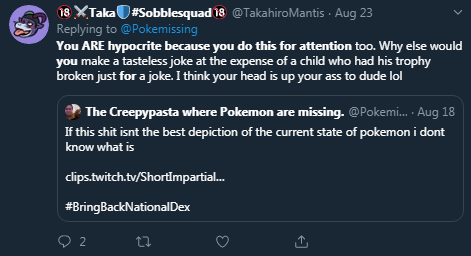 🔞⚔Taka🛡#Sobblesquad🔞 @TakahiroMantis · Aug 23
Replying to @Pokemissing
You ARE hypocrite because you do this for attention too. Why else would
you make a tasteless joke at the expense of a child who had his trophy
broken just for a joke. I think your head is up your ass to dude lol
The Creepypasta where Pokemon are missing. @Pokemi... · Aug 18
If this shit isnt the best depiction of the current state of pokemon i dont
know what is
clips.twitch.tv/ShortImpartial...
#BringBackNationalDex
2